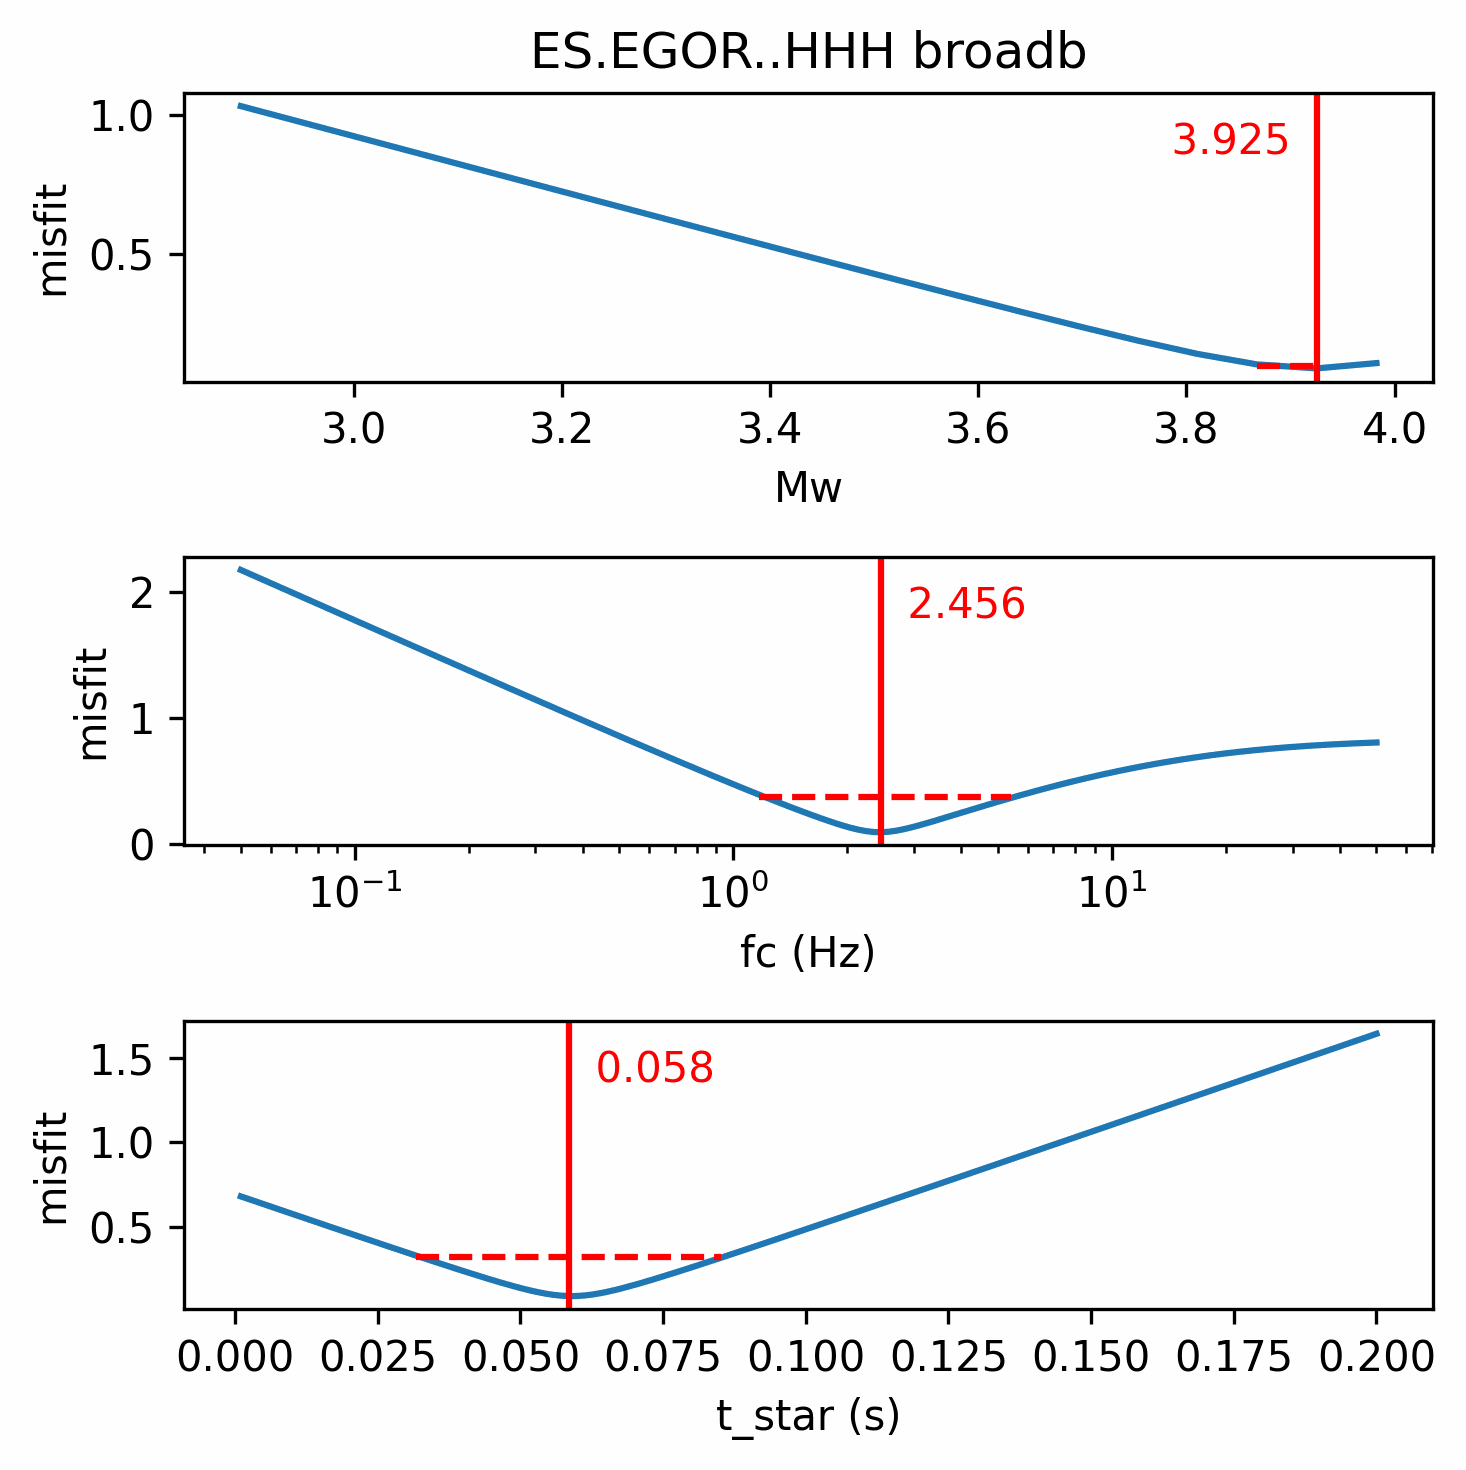 ES.EGOR..HHH broadb
1.0
0.5
misfit
3.925
3.0 3.2 3.4 3.6 3.8 4.0
Mw
2
1
0
misfit
2.456
10⁻¹ 10⁰ 10¹
fc (Hz)
1.5
1.0
0.5
misfit
0.058
0.000 0.025 0.050 0.075 0.100 0.125 0.150 0.175 0.200
t_star (s)